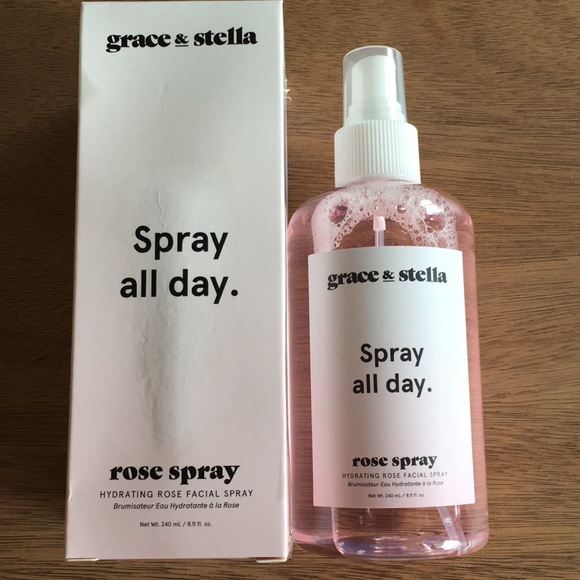 grace & stella
Spray
all day.
rose spray
HYDRATING ROSE FACIAL SPRAY
Brumisateur Eau Hydratante à la Rose
Net Wt. 240 mL / 8.11 fl. oz.
grace & stella
Spray
all day.
rose spray
HYDRATING ROSE FACIAL SPRAY
Brumisateur Eau Hydratante à la Rose
Net Wt. 240 mL / 8.11 fl. oz.